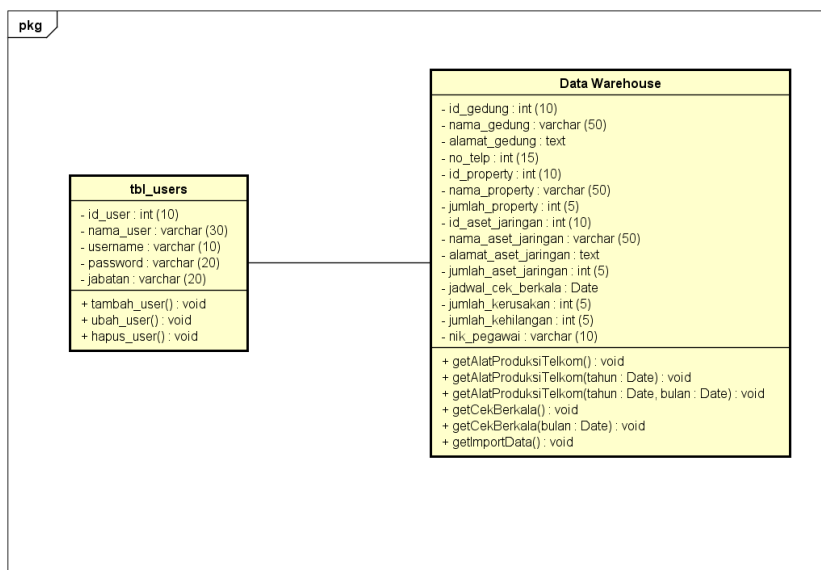 pkg
tbl_users
- id_user : int (10)
- nama_user : varchar (30)
- username : varchar (10)
- password : varchar (20)
- jabatan : varchar (20)
+ tambah_user() : void
+ ubah_user() : void
+ hapus_user() : void
Data Warehouse
- id_gedung : int (10)
- nama_gedung : varchar (50)
- alamat_gedung : text
- no_telp : int (15)
- id_property : int (10)
- nama_property : varchar (50)
- jumlah_property : int (5)
- id_aset_jaringan : int (10)
- nama_aset_jaringan : varchar (50)
- alamat_aset_jaringan : text
- jumlah_aset_jaringan : int (5)
- jadwal_cek_berkala : Date
- jumlah_kerusakan : int (5)
- jumlah_kehilangan : int (5)
- nik_pegawai : varchar (10)
+ getAlatProduksiTelkom() : void
+ getAlatProduksiTelkom(tahun : Date) : void
+ getAlatProduksiTelkom(tahun : Date, bulan : Date) : void
+ getCekBerkala() : void
+ getCekBerkala(bulan : Date) : void
+ getImportData() : void